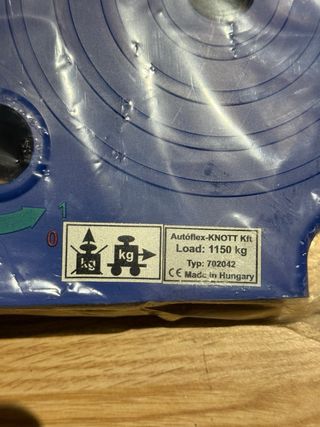 1
0
kg
kg
Autóflex-KNOTT Kft
Load: 1150 kg
Typ: 702042
CE Made in Hungary